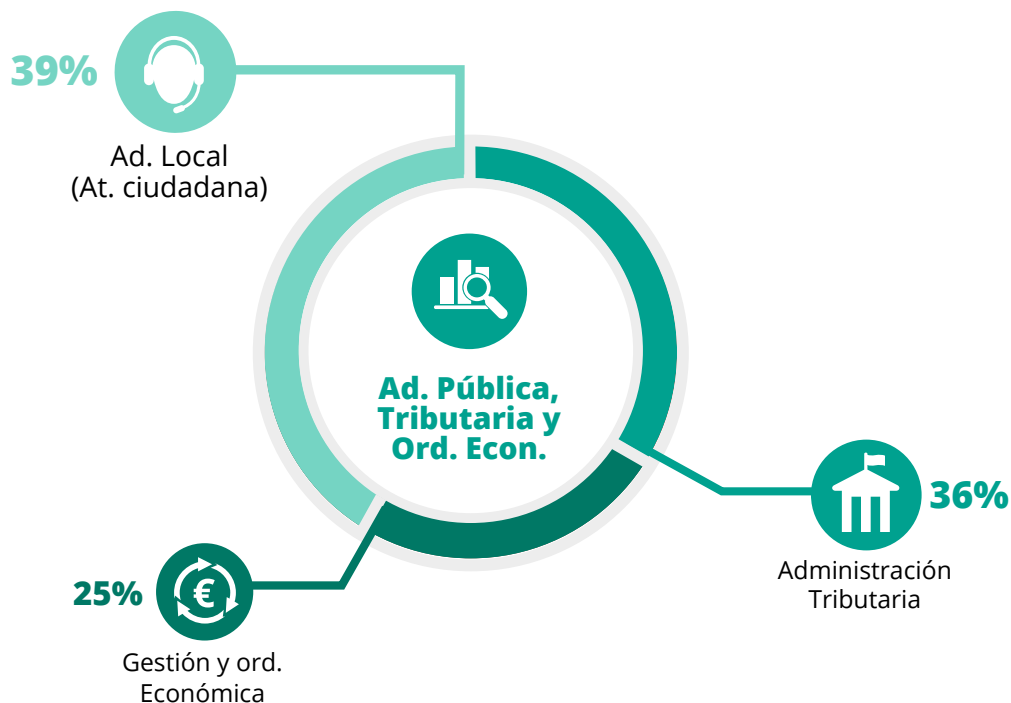 39%
Ad. Local
(At. ciudadana)
Ad. Pública,
Tributaria y
Ord. Econ.
36%
Administración
Tributaria
25%
€
Gestión y ord.
Económica